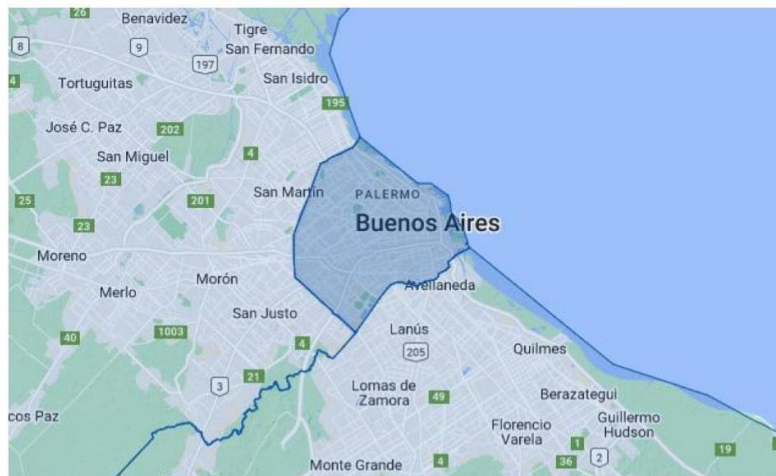 26
Benavidez
Tigre
8
9
San Fernando
197
4
Tortuguitas
San Isidro
195
José C. Paz
202
4
San Miguel
23
San Martín
PALERMO
25
201
23
Buenos Aires
Moreno
Morón
Merlo
Avellaneda
San Justo
Lanús
40
1003
4
205
Quilmes
21
3
Lomas de
Zamora
49
Berazategui
cos Paz
Florencio
Varela
Guillermo
Hudson
1
19
Monte Grande
4
36
2